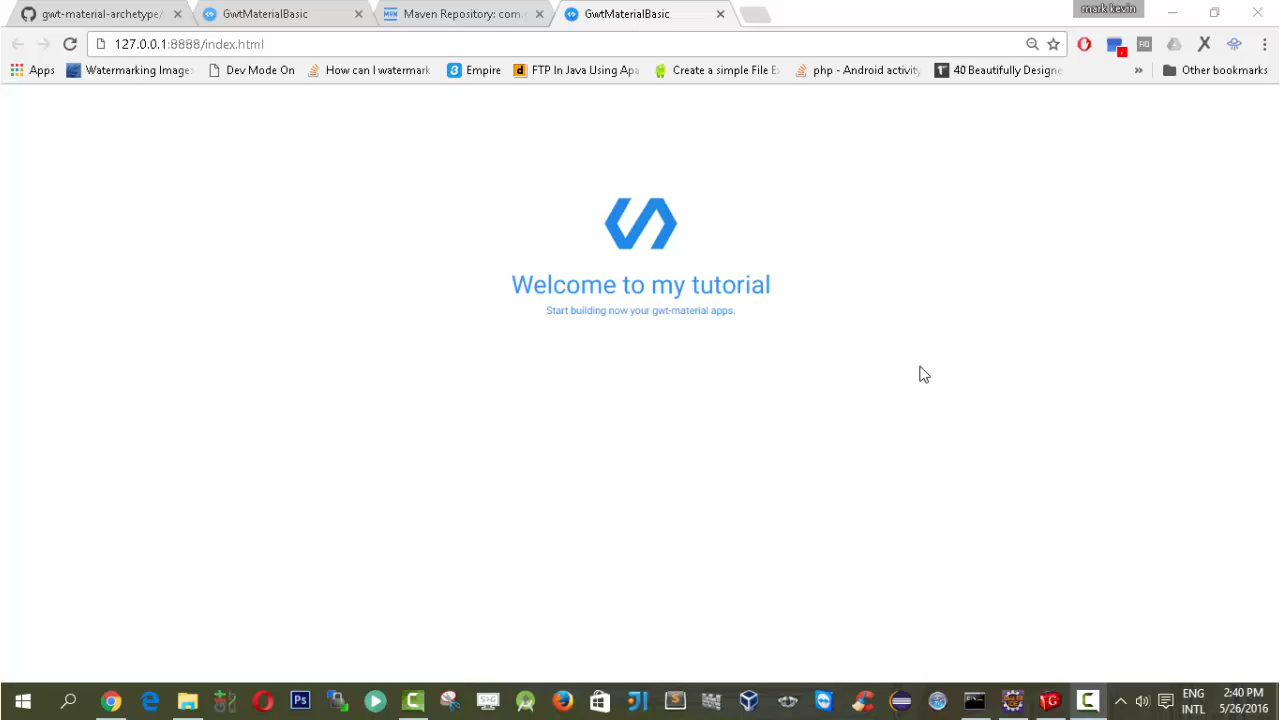 gwt-material-archetype/
GwtMaterialBasic
Maven Repository: com.
GwtMaterialBasic
mark kevin
127.0.0.1:8888/index.html
Apps
Watermarking Image
Dev Mode On
How can I watermark
Empire
FTP In Java Using Apa
Create a simple File Ex
php - Android activity
40 Beautifully Designe
»
Other bookmarks
Welcome to my tutorial
Start building now your gwt-material apps.
ENG
INTL
2:40 PM
5/26/2016